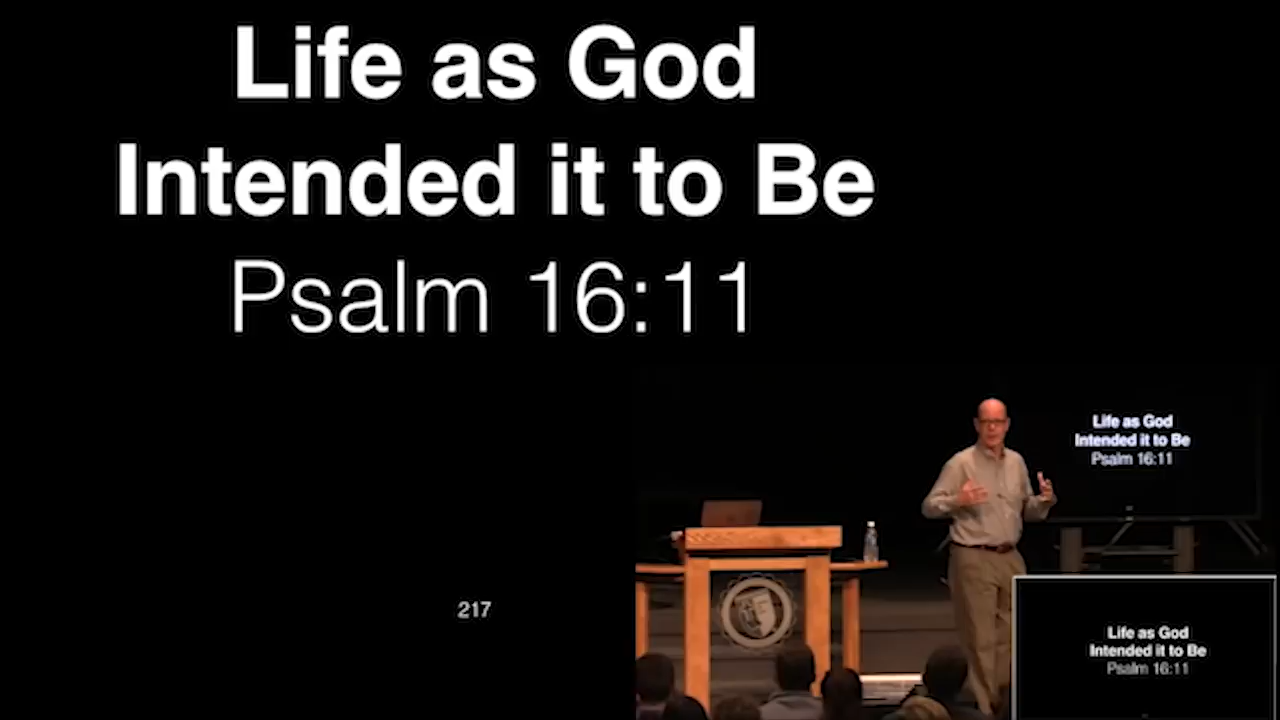 Life as God
Intended it to Be
Psalm 16:11
217
Life as God
Intended it to Be
Psalm 16:11
Life as God
Intended it to Be
Psalm 16:11